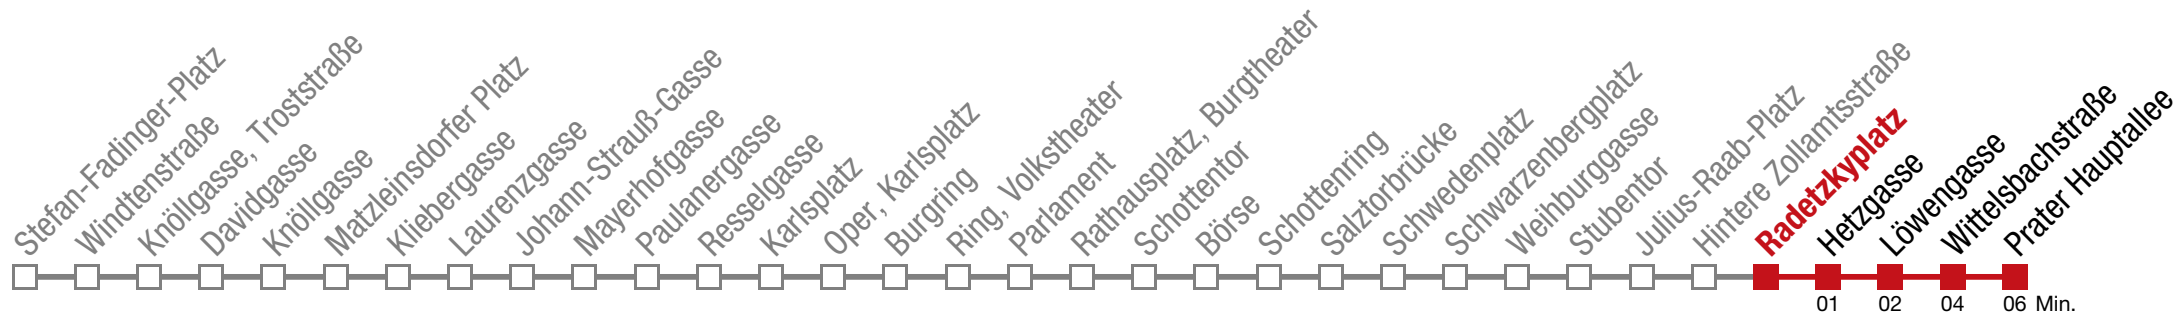 Stefan-Fadinger-Platz
Windtenstraße
Knöllgasse, Troststraße
Davidgasse
Knöllgasse
Matzleinsdorfer Platz
Kliebergasse
Laurenzgasse
Johann-Strauß-Gasse
Mayerhofgasse
Paulanergasse
Resselgasse
Karlsplatz
Oper, Karlsplatz
Burgring
Ring, Volkstheater
Parlament
Rathausplatz, Burgtheater
Schottentor
Börse
Schottenring
Salztorbrücke
Schwedenplatz
Schwarzenbergplatz
Weihburggasse
Stubentor
Julius-Raab-Platz
Hintere Zollamtsstraße
Radetzkyplatz
Hetzgasse
Löwengasse
Wittelsbachstraße
Prater Hauptallee
01 02 04 06 Min.